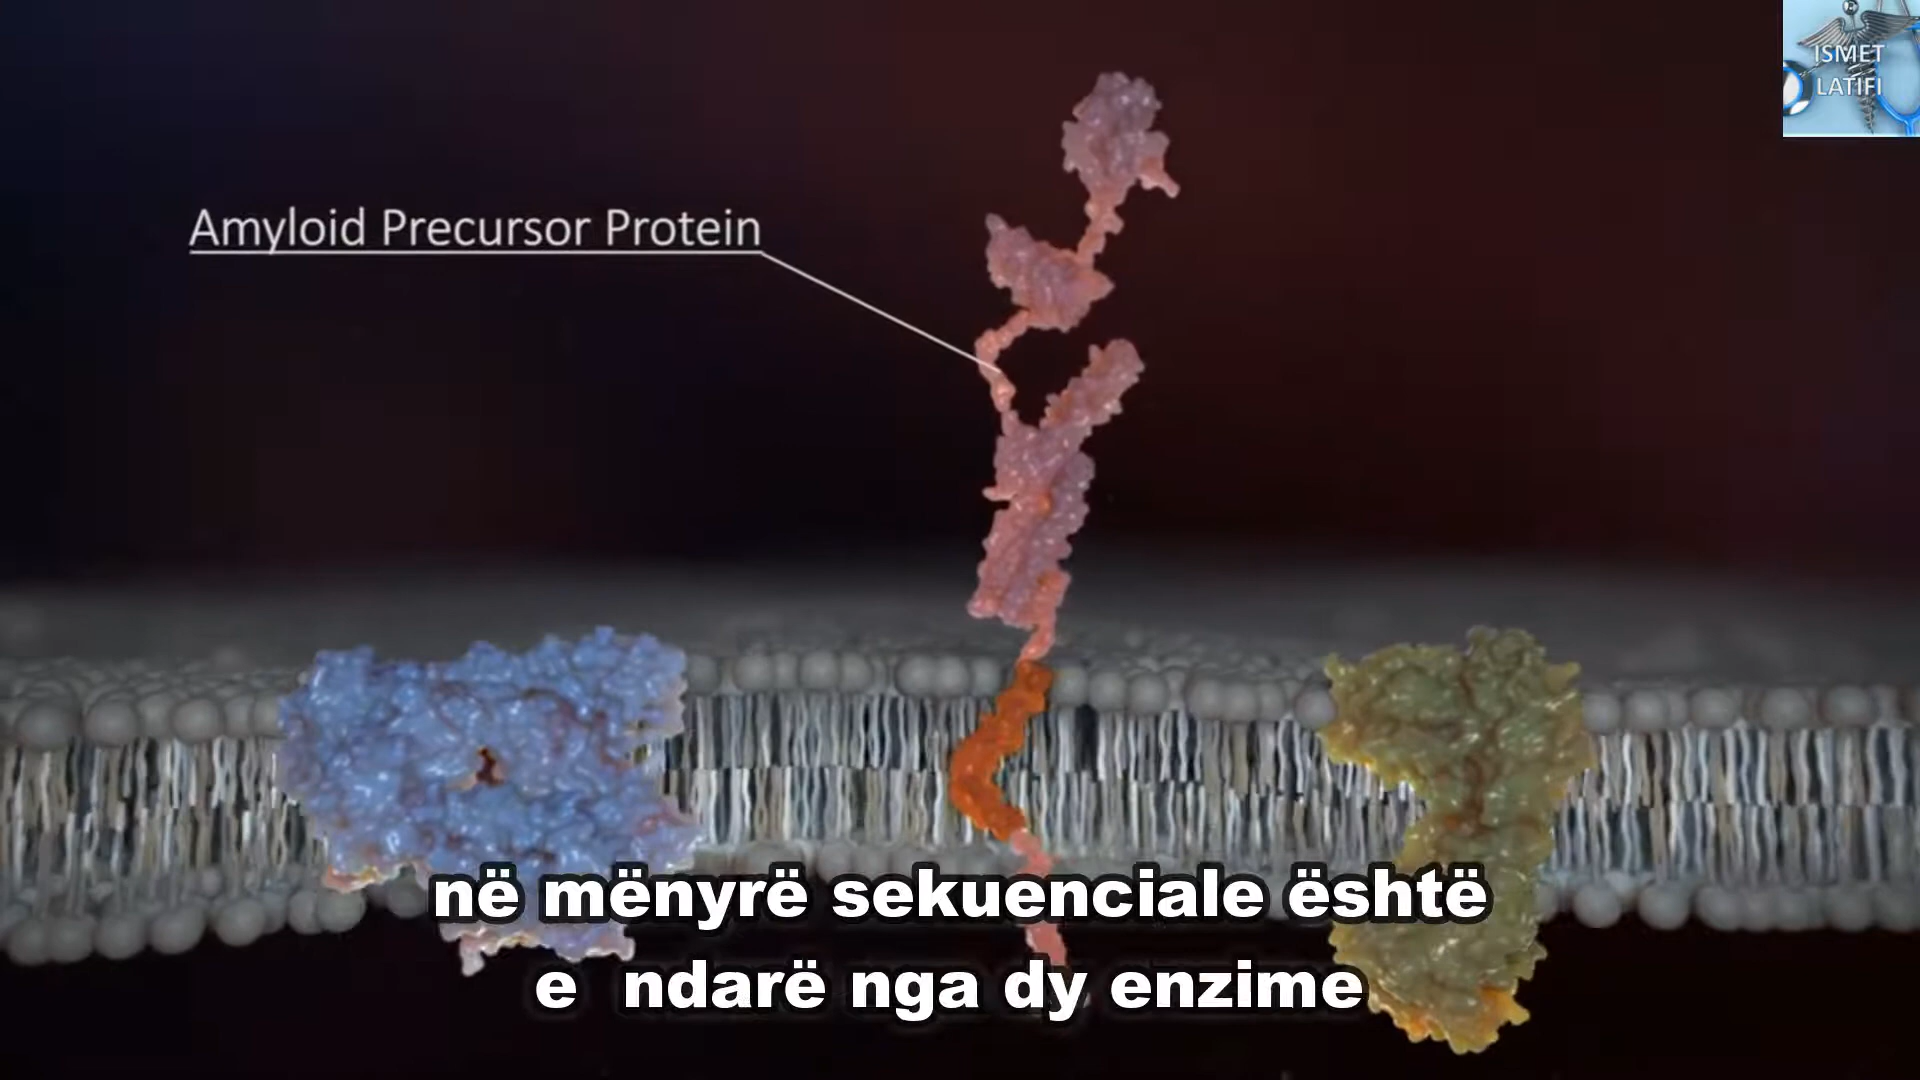 ISMET
LATIFI
Amyloid Precursor Protein
në mënyrë sekuenciale është
e  ndarë nga dy enzime